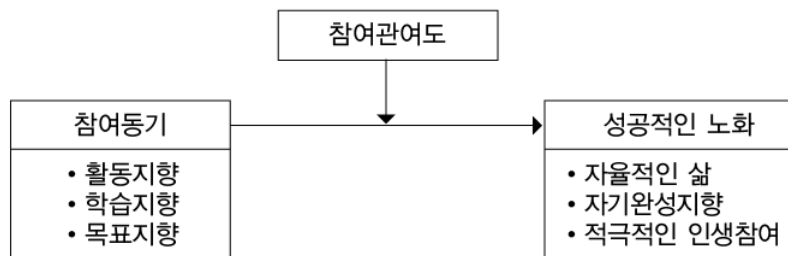 참여관여도
참여동기
• 활동지향
• 학습지향
• 목표지향
성공적인 노화
• 자율적인 삶
• 자기완성지향
• 적극적인 인생참여